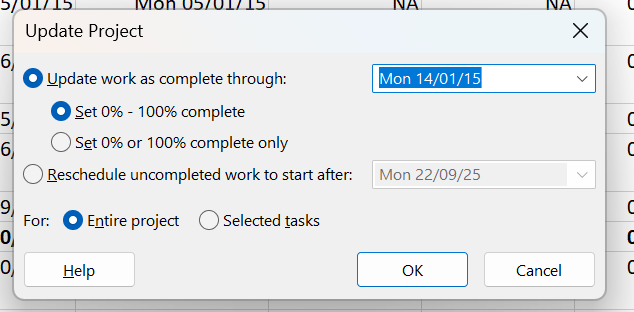 5/01/15 Mon 05/01/15 NA NA
Update Project
Update work as complete through: Mon 14/01/15
Set 0% - 100% complete
Set 0% or 100% complete only
Reschedule uncompleted work to start after: Mon 22/09/25
For: Entire project Selected tasks
Help OK Cancel